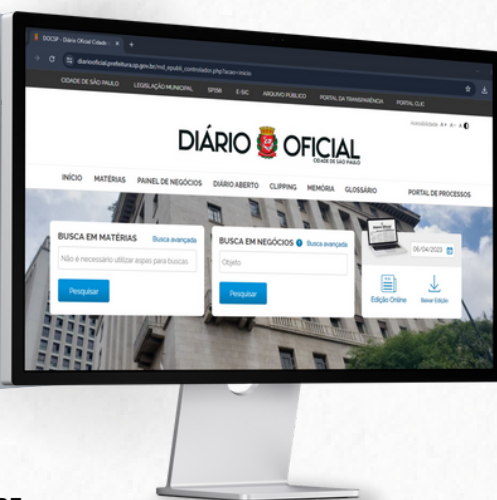 DOCSP - Diário Oficial Cidade
diariooficial.prefeitura.sp.gov.br/md_epubli_controlador.php?acao=inicio
CIDADE DE SÃO PAULO LEGISLAÇÃO MUNICIPAL SP156 E-SIC ARQUIVO PÚBLICO PORTAL DA TRANSPARÊNCIA PORTAL CLIC
Acessibilidade A+ A- A
DIÁRIO OFICIAL
CIDADE DE SÃO PAULO
INÍCIO MATÉRIAS PAINEL DE NEGÓCIOS DIÁRIO ABERTO CLIPPING MEMÓRIA GLOSSÁRIO PORTAL DE PROCESSOS
BUSCA EM MATÉRIAS Busca avançada
Não é necessário utilizar aspas para buscas
Pesquisar
BUSCA EM NEGÓCIOS ? Busca avançada
Objeto
Pesquisar
06/04/2023
Edição Online Baixar Edição